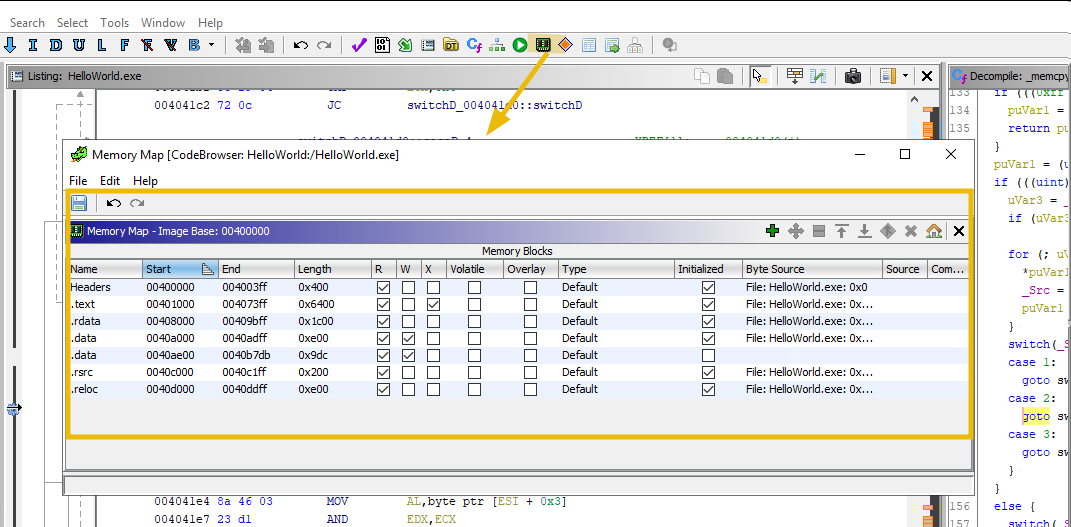 Search Select Tools Window Help
I D U L F F V B
Listing: HelloWorld.exe
Decompile: _memcpy
004041c2 72 0c JC switchD_004041d0::switchD
133 if (((0xff
134 puVar1 =
135 return pu
}
puVar1 = (u
if (((uint)
uVar3 = _
if (uVar3
for (; uV
*puVar1
_Src =
puVar1
}
switch(_S
case 1:
goto sw
case 2:
goto sw
case 3:
goto sw
}
}
156 else {
157 switch(_S
Memory Map [CodeBrowser: HelloWorld:/HelloWorld.exe]
File Edit Help
Memory Map - Image Base: 00400000
Memory Blocks
Name Start End Length R W X Volatile Overlay Type Initialized Byte Source Source Com...
Headers 00400000 004003ff 0x400 Default File: HelloWorld.exe: 0x0
.text 00401000 004073ff 0x6400 Default File: HelloWorld.exe: 0x...
.rdata 00408000 00409bff 0x1c00 Default File: HelloWorld.exe: 0x...
.data 0040a000 0040adff 0xe00 Default File: HelloWorld.exe: 0x...
.data 0040ae00 0040b7db 0x9dc Default
.rsrc 0040c000 0040c1ff 0x200 Default File: HelloWorld.exe: 0x...
.reloc 0040d000 0040ddff 0xe00 Default File: HelloWorld.exe: 0x...
004041e4 8a 46 03 MOV AL,byte ptr [ESI + 0x3]
004041e7 23 d1 AND EDX,ECX